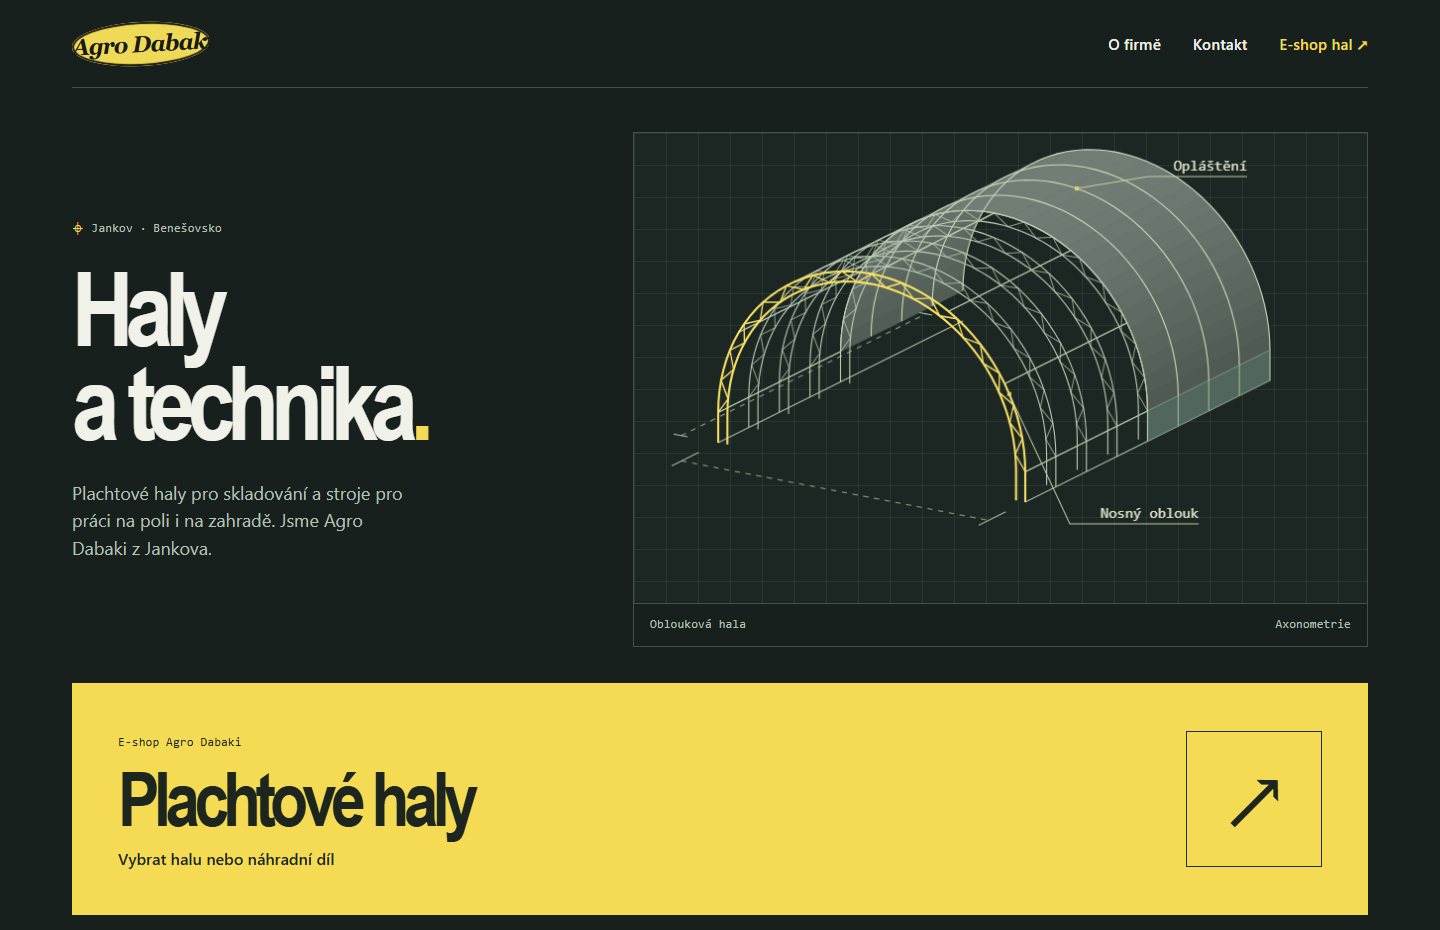 Agro Dabak
O firmě
Kontakt
E-shop hal ↗
Jankov · Benešovsko
Haly
a technika.
Plachtové haly pro skladování a stroje pro
práci na poli i na zahradě. Jsme Agro
Dabaki z Jankova.
Opláštění
Nosný oblouk
Oblouková hala
Axonometrie
E-shop Agro Dabaki
Plachtové haly
Vybrat halu nebo náhradní díl
↗